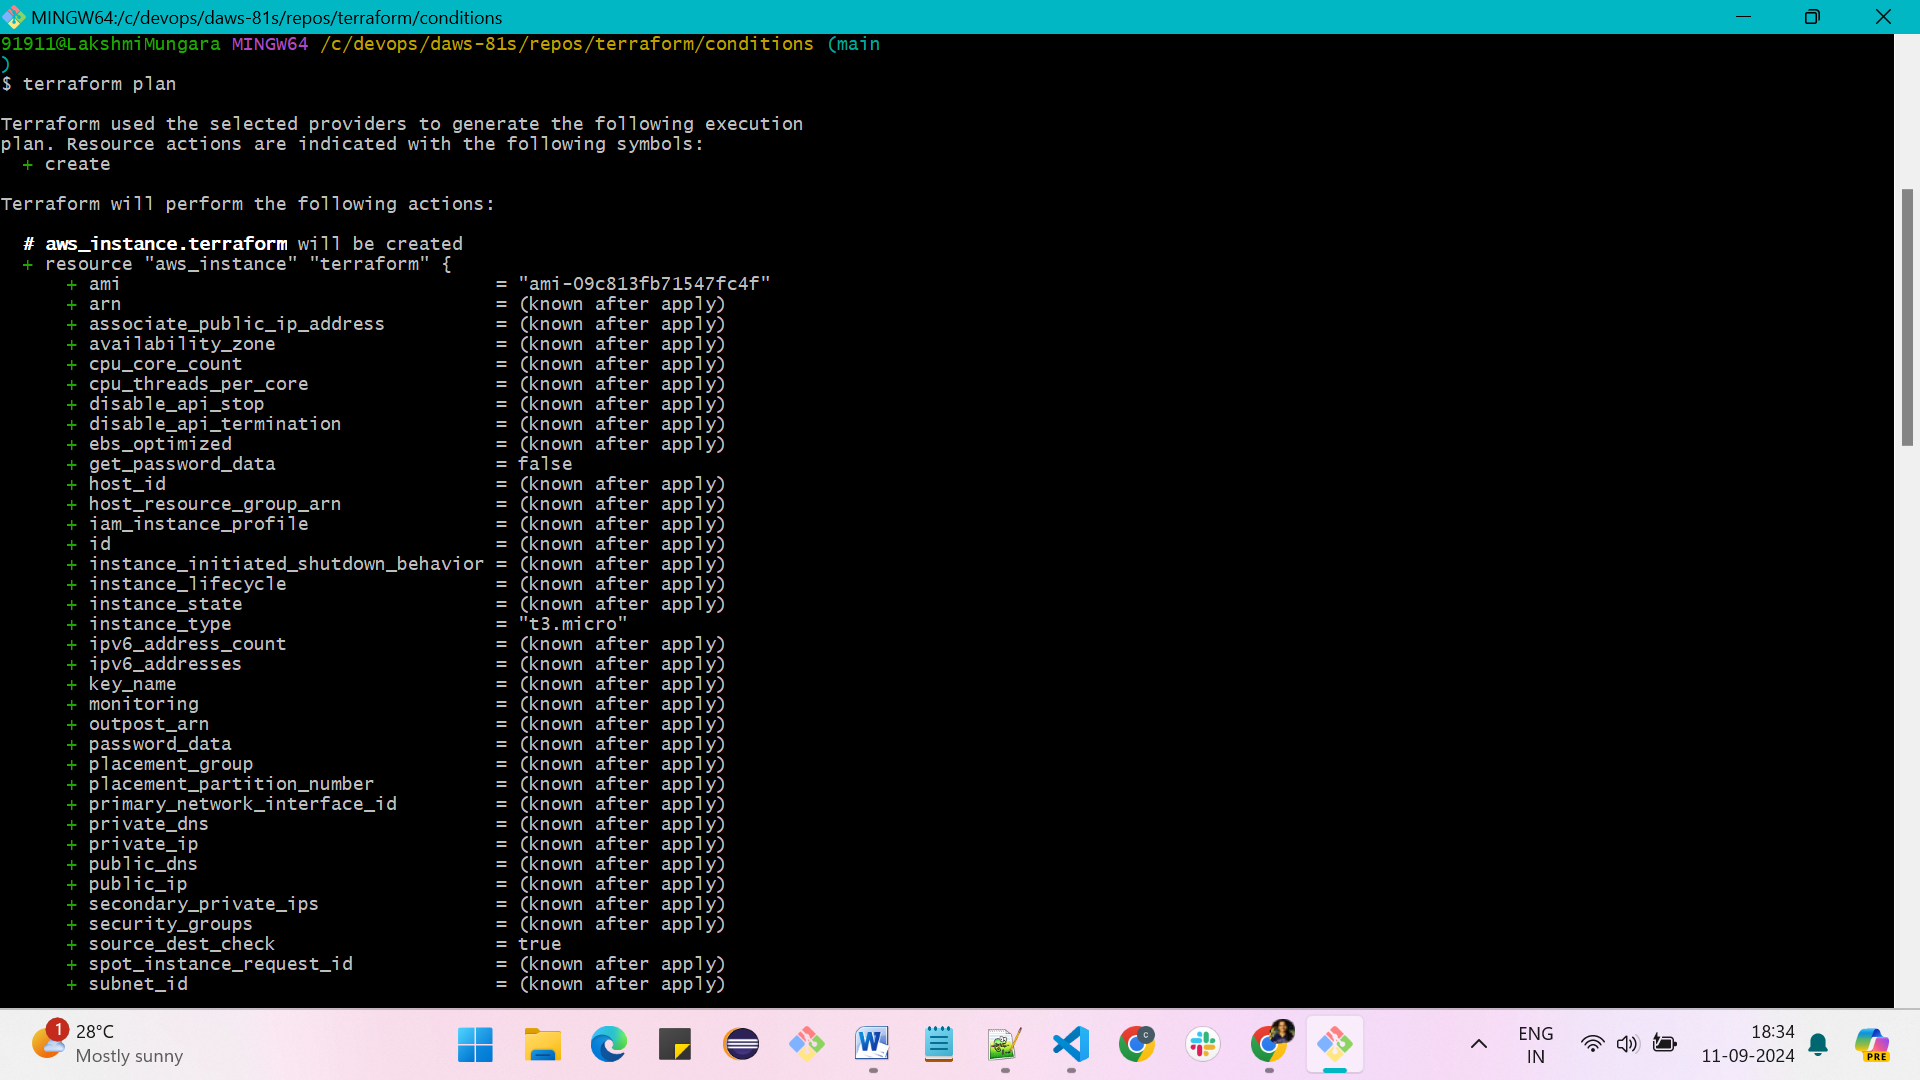 MINGW64:/c/devops/daws-81s/repos/terraform/conditions
91911@LakshmiMungara MINGW64 /c/devops/daws-81s/repos/terraform/conditions (main
)
$ terraform plan
Terraform used the selected providers to generate the following execution
plan. Resource actions are indicated with the following symbols:
+ create
Terraform will perform the following actions:
# aws_instance.terraform will be created
+ resource "aws_instance" "terraform" {
+ ami = "ami-09c813fb71547fc4f"
+ arn = (known after apply)
+ associate_public_ip_address = (known after apply)
+ availability_zone = (known after apply)
+ cpu_core_count = (known after apply)
+ cpu_threads_per_core = (known after apply)
+ disable_api_stop = (known after apply)
+ disable_api_termination = (known after apply)
+ ebs_optimized = (known after apply)
+ get_password_data = false
+ host_id = (known after apply)
+ host_resource_group_arn = (known after apply)
+ iam_instance_profile = (known after apply)
+ id = (known after apply)
+ instance_initiated_shutdown_behavior = (known after apply)
+ instance_lifecycle = (known after apply)
+ instance_state = (known after apply)
+ instance_type = "t3.micro"
+ ipv6_address_count = (known after apply)
+ ipv6_addresses = (known after apply)
+ key_name = (known after apply)
+ monitoring = (known after apply)
+ outpost_arn = (known after apply)
+ password_data = (known after apply)
+ placement_group = (known after apply)
+ placement_partition_number = (known after apply)
+ primary_network_interface_id = (known after apply)
+ private_dns = (known after apply)
+ private_ip = (known after apply)
+ public_dns = (known after apply)
+ public_ip = (known after apply)
+ secondary_private_ips = (known after apply)
+ security_groups = (known after apply)
+ source_dest_check = true
+ spot_instance_request_id = (known after apply)
+ subnet_id = (known after apply)
1
28°C
Mostly sunny
W
C
ENG
IN
18:34
11-09-2024
PRE